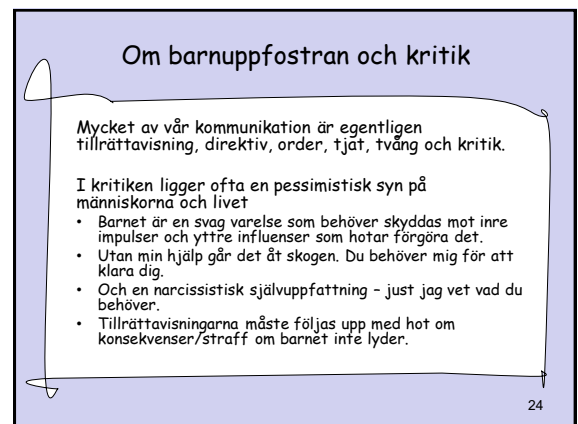 Om barnuppfostran och kritik
Mycket av vår kommunikation är egentligen
tillrättavisning, direktiv, order, tjat, tvång och kritik.
I kritiken ligger ofta en pessimistisk syn på
människorna och livet
• Barnet är en svag varelse som behöver skyddas mot inre
impulser och yttre influenser som hotar förgöra det.
• Utan min hjälp går det åt skogen. Du behöver mig för att
klara dig.
• Och en narcissistisk självuppfattning – just jag vet vad du
behöver.
• Tillrättavisningarna måste följas upp med hot om
konsekvenser/straff om barnet inte lyder.
24